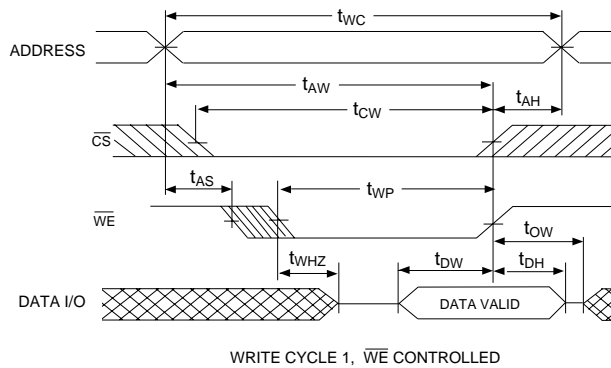 tWC
ADDRESS
tAW
tCW
tAH
CS
tAS
tWP
WE
tOW
tWHZ
tDW
tDH
DATA I/O
DATA VALID
WRITE CYCLE 1, WE CONTROLLED